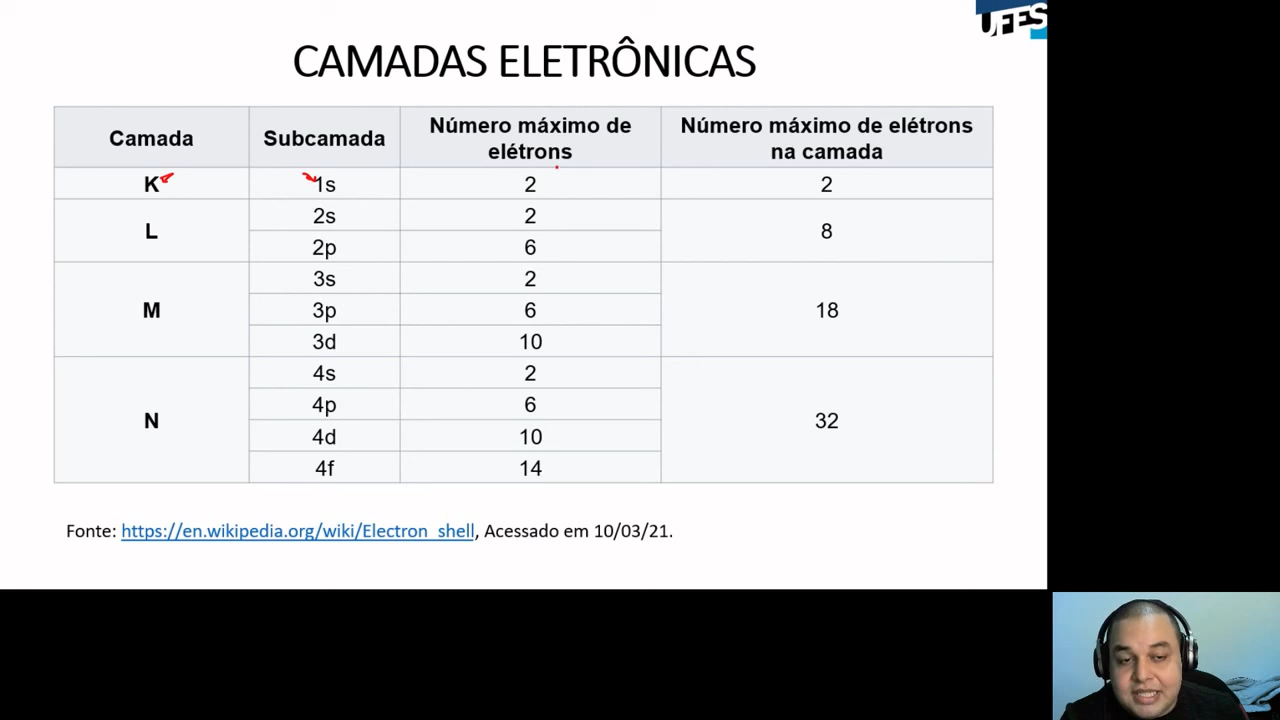 UFES
CAMADAS ELETRÔNICAS
Camada Subcamada Número máximo de elétrons Número máximo de elétrons na camada
K 1s 2 2
L 2s 2 8
2p 6
M 3s 2 18
3p 6
3d 10
N 4s 2 32
4p 6
4d 10
4f 14
Fonte: https://en.wikipedia.org/wiki/Electron_shell, Acessado em 10/03/21.